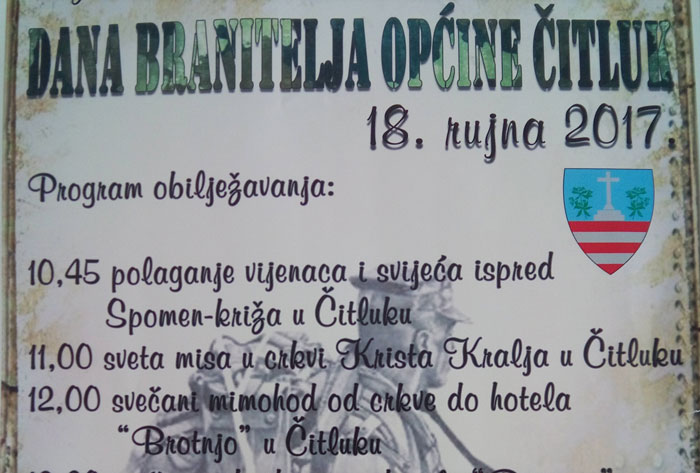 DANA BRANITELJA OPĆINE ČITLUK
18. rujna 2017.
Program obilježavanja:
10,45 polaganje vijenaca i svijeća ispred
Spomen-križa u Čitluku
11,00 sveta misa u crkvi Krista Kralja u Čitluku
12,00 svečani mimohod od crkve do hotela
"Brotnjo" u Čitluku